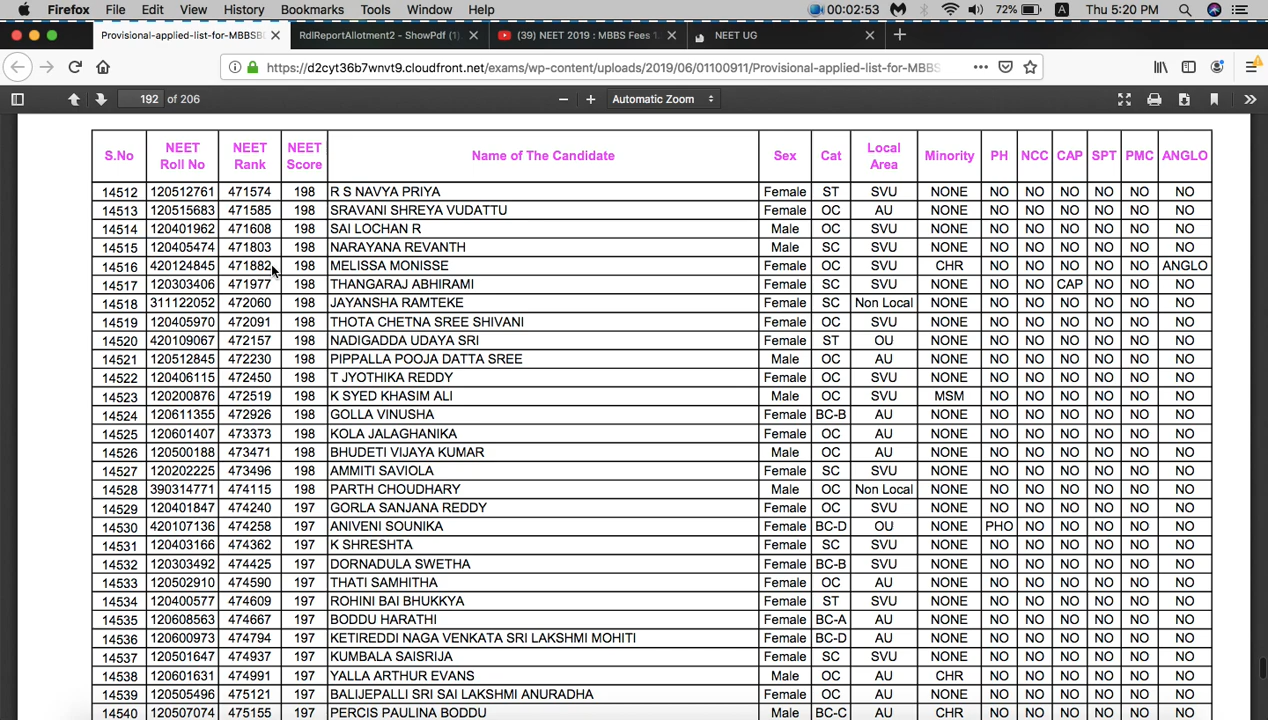 Firefox File Edit View History Bookmarks Tools Window Help 00:02:53 72% A Thu 5:20 PM
Provisional-applied-list-for-MBBSB RdlReportAllotment2 - ShowPdf (1) (39) NEET 2019 : MBBS Fees 1. NEET UG
https://d2cyt36b7wnvt9.cloudfront.net/exams/wp-content/uploads/2019/06/01100911/Provisional-applied-list-for-MBBS
192 of 206 Automatic Zoom
S.No NEET Roll No NEET Rank NEET Score Name of The Candidate Sex Cat Local Area Minority PH NCC CAP SPT PMC ANGLO
14512 120512761 471574 198 R S NAVYA PRIYA Female ST SVU NONE NO NO NO NO NO NO
14513 120515683 471585 198 SRAVANI SHREYA VUDATTU Female OC AU NONE NO NO NO NO NO NO
14514 120401962 471608 198 SAI LOCHAN R Male OC SVU NONE NO NO NO NO NO NO
14515 120405474 471803 198 NARAYANA REVANTH Male SC SVU NONE NO NO NO NO NO NO
14516 420124845 471882 198 MELISSA MONISSE Female OC SVU CHR NO NO NO NO NO ANGLO
14517 120303406 471977 198 THANGARAJ ABHIRAMI Female SC SVU NONE NO NO CAP NO NO NO
14518 311122052 472060 198 JAYANSHA RAMTEKE Female SC Non Local NONE NO NO NO NO NO NO
14519 120405970 472091 198 THOTA CHETNA SREE SHIVANI Female OC SVU NONE NO NO NO NO NO NO
14520 420109067 472157 198 NADIGADDA UDAYA SRI Female ST OU NONE NO NO NO NO NO NO
14521 120512845 472230 198 PIPPALLA POOJA DATTA SREE Male OC AU NONE NO NO NO NO NO NO
14522 120406115 472450 198 T JYOTHIKA REDDY Female OC SVU NONE NO NO NO NO NO NO
14523 120200876 472519 198 K SYED KHASIM ALI Male OC SVU MSM NO NO NO NO NO NO
14524 120611355 472926 198 GOLLA VINUSHA Female BC-B AU NONE NO NO NO NO NO NO
14525 120601407 473373 198 KOLA JALAGHANIKA Female OC AU NONE NO NO NO NO NO NO
14526 120500188 473471 198 BHUDETI VIJAYA KUMAR Male OC AU NONE NO NO NO NO NO NO
14527 120202225 473496 198 AMMITI SAVIOLA Female SC SVU NONE NO NO NO NO NO NO
14528 390314771 474115 198 PARTH CHOUDHARY Male OC Non Local NONE NO NO NO NO NO NO
14529 120401847 474240 197 GORLA SANJANA REDDY Female OC SVU NONE NO NO NO NO NO NO
14530 420107136 474258 197 ANIVENI SOUNIKA Female BC-D OU NONE PHO NO NO NO NO NO
14531 120403166 474362 197 K SHRESHTA Female SC SVU NONE NO NO NO NO NO NO
14532 120303492 474425 197 DORNADULA SWETHA Female BC-B SVU NONE NO NO NO NO NO NO
14533 120502910 474590 197 THATI SAMHITHA Female OC AU NONE NO NO NO NO NO NO
14534 120400577 474609 197 ROHINI BAI BHUKKYA Female ST SVU NONE NO NO NO NO NO NO
14535 120608563 474667 197 BODDU HARATHI Female BC-A AU NONE NO NO NO NO NO NO
14536 120600973 474794 197 KETIREDDI NAGA VENKATA SRI LAKSHMI MOHITI Female BC-D AU NONE NO NO NO NO NO NO
14537 120501647 474937 197 KUMBALA SAISRIJA Female SC SVU NONE NO NO NO NO NO NO
14538 120601631 474991 197 YALLA ARTHUR EVANS Male OC AU CHR NO NO NO NO NO NO
14539 120505496 475121 197 BALIJEPALLI SRI SAI LAKSHMI ANURADHA Female OC AU NONE NO NO NO NO NO NO
14540 120507074 475155 197 PERCIS PAULINA BODDU Male BC-C AU CHR NO NO NO NO NO NO